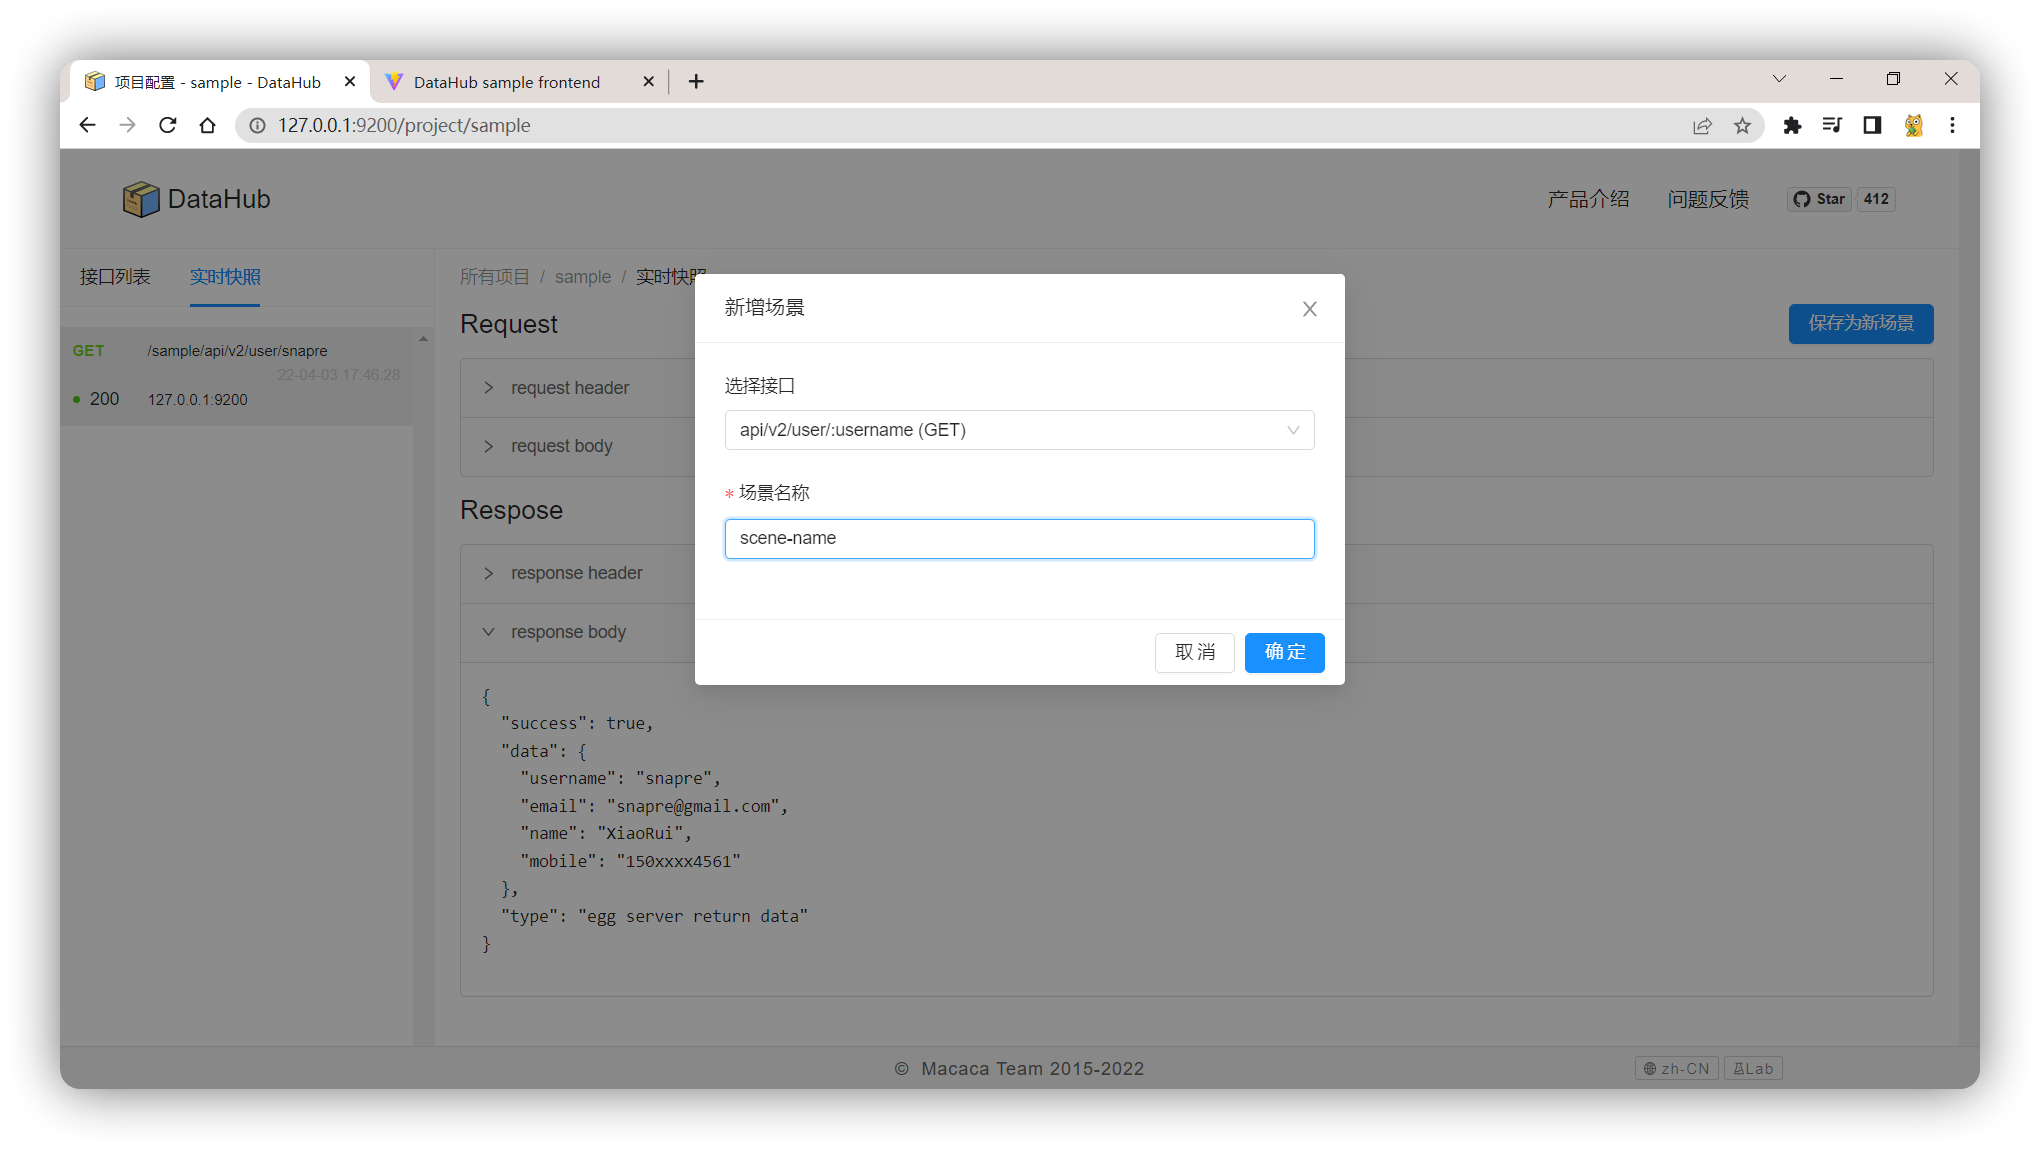 项目配置 - sample - DataHub
DataHub sample frontend
127.0.0.1:9200/project/sample
DataHub
产品介绍
问题反馈
Star
412
接口列表
实时快照
所有项目 / sample / 实时快照
GET /sample/api/v2/user/snapre
22-04-03 17:46:28
200 127.0.0.1:9200
Request
保存为新场景
request header
request body
Respose
response header
response body
{
"success": true,
"data": {
"username": "snapre",
"email": "snapre@gmail.com",
"name": "XiaoRui",
"mobile": "150xxxx4561"
},
"type": "egg server return data"
}
新增场景
选择接口
api/v2/user/:username (GET)
* 场景名称
scene-name
取 消
确 定
© Macaca Team 2015-2022
zh-CN
Lab